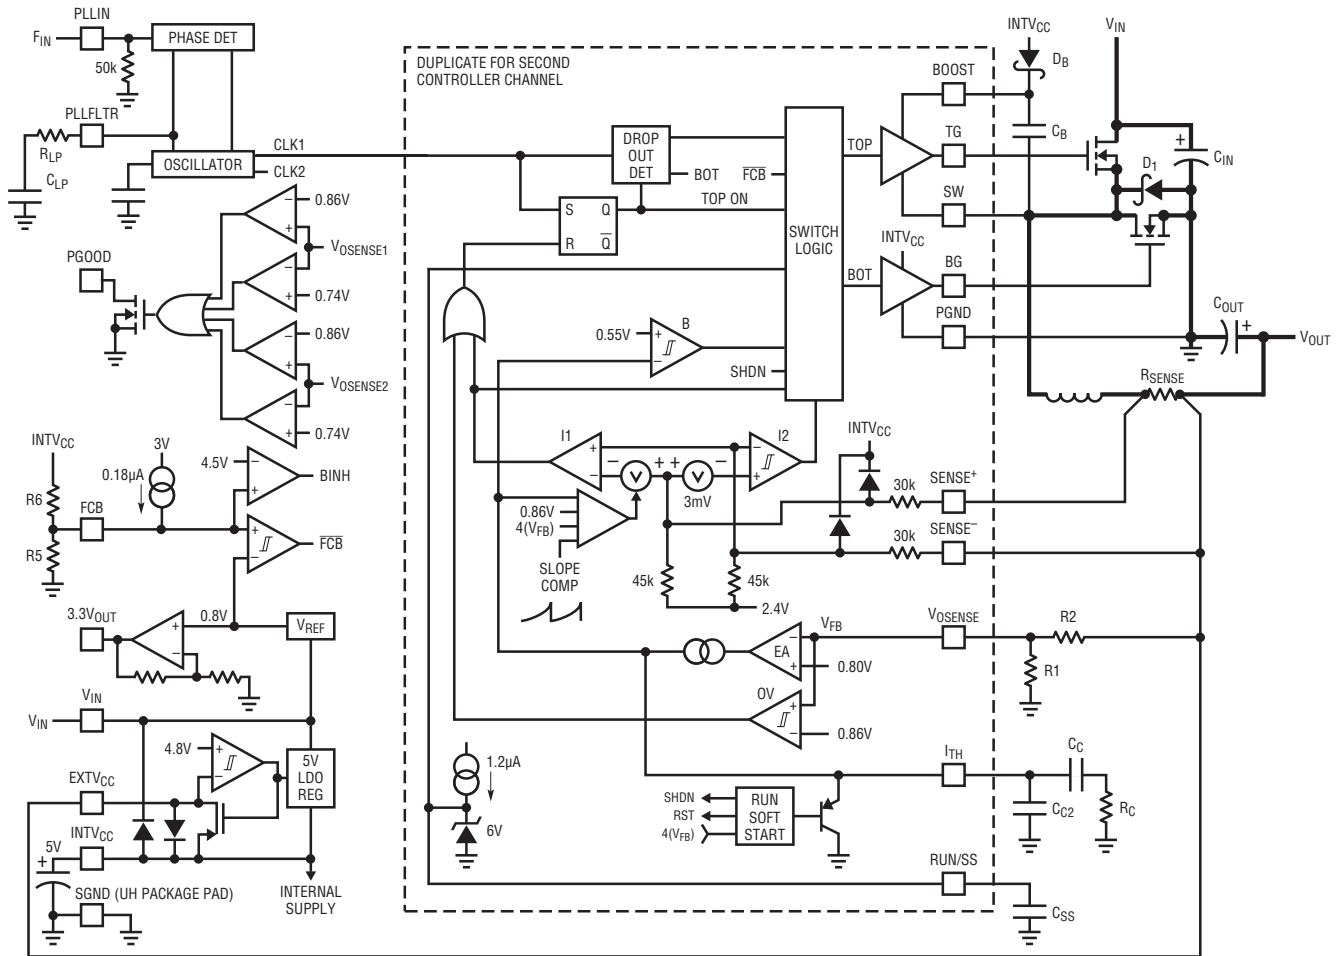 PLLIN
F_IN
PHASE DET
50k
PLLFLTR
R_LP
C_LP
OSCILLATOR
CLK1
CLK2
0.86V
V_OSENSE1
0.74V
PGOOD
0.86V
V_OSENSE2
0.74V
INTV_CC
3V
0.18µA
4.5V
BINH
R6
FCB
R5
F̅C̅B̅
3.3V_OUT
0.8V
V_REF
V_IN
V_IN
4.8V
5V
LDO
REG
EXTV_CC
INTV_CC
5V
SGND (UH PACKAGE PAD)
INTERNAL
SUPPLY
DUPLICATE FOR SECOND
CONTROLLER CHANNEL
DROP
OUT
DET
BOT
F̅C̅B̅
TOP ON
S
Q
R
Q̅
SWITCH
LOGIC
0.55V
B
SHDN
I1
I2
3mV
0.86V
4(V_FB)
SLOPE
COMP
45k
45k
2.4V
INTV_CC
30k
30k
V_FB
EA
0.80V
OV
0.86V
1.2µA
6V
SHDN
RST
4(V_FB)
RUN
SOFT
START
TOP
BOT
INTV_CC
BOOST
TG
SW
BG
PGND
SENSE+
SENSE–
V_OSENSE
I_TH
RUN/SS
INTV_CC
D_B
C_B
V_IN
C_IN
D_1
C_OUT
V_OUT
R_SENSE
R2
R1
C_C
C_C2
R_C
C_SS